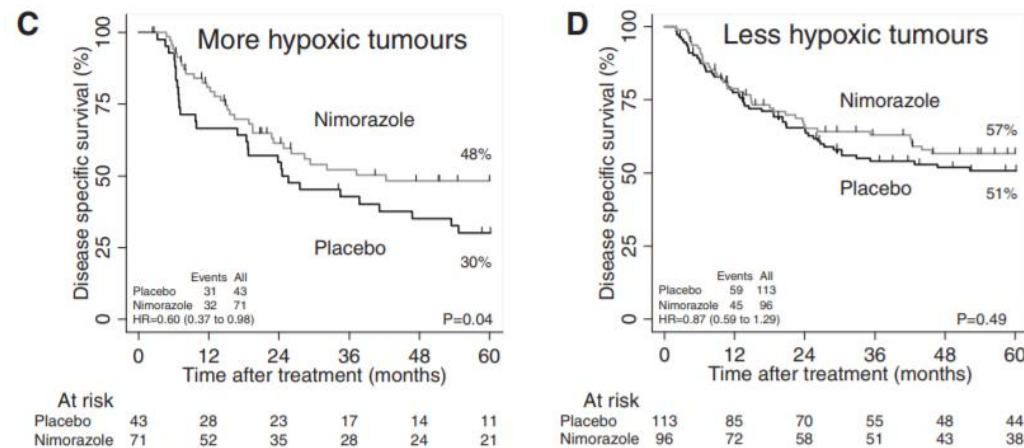 C
Disease specific survival (%)
100
75
50
25
0
More hypoxic tumours
Nimorazole
48%
Placebo
30%
Events All
Placebo 31 43
Nimorazole 32 71
HR=0.60 (0.37 to 0.98)
P=0.04
0 12 24 36 48 60
Time after treatment (months)
At risk
Placebo 43 28 23 17 14 11
Nimorazole 71 52 35 28 24 21
D
Disease specific survival (%)
100
75
50
25
0
Less hypoxic tumours
Nimorazole
57%
Placebo
51%
Events All
Placebo 59 113
Nimorazole 45 96
HR=0.87 (0.59 to 1.29)
P=0.49
0 12 24 36 48 60
Time after treatment (months)
At risk
Placebo 113 85 70 55 48 44
Nimorazole 96 72 58 51 43 38